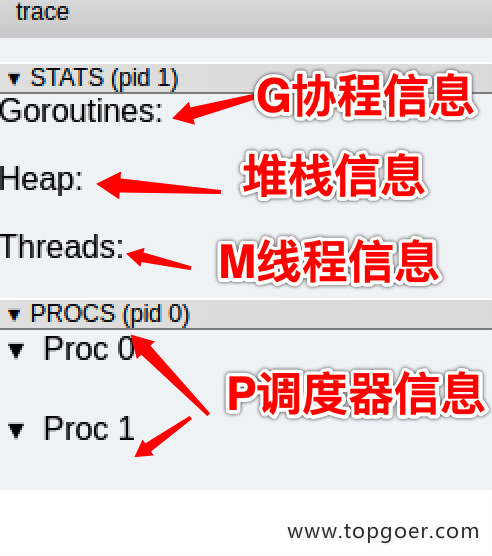 trace
▼ STATS (pid 1)
Goroutines:
G协程信息
Heap:
堆栈信息
Threads:
M线程信息
▼ PROCS (pid 0)
▼ Proc 0
P调度器信息
▼ Proc 1
www.topgoer.com